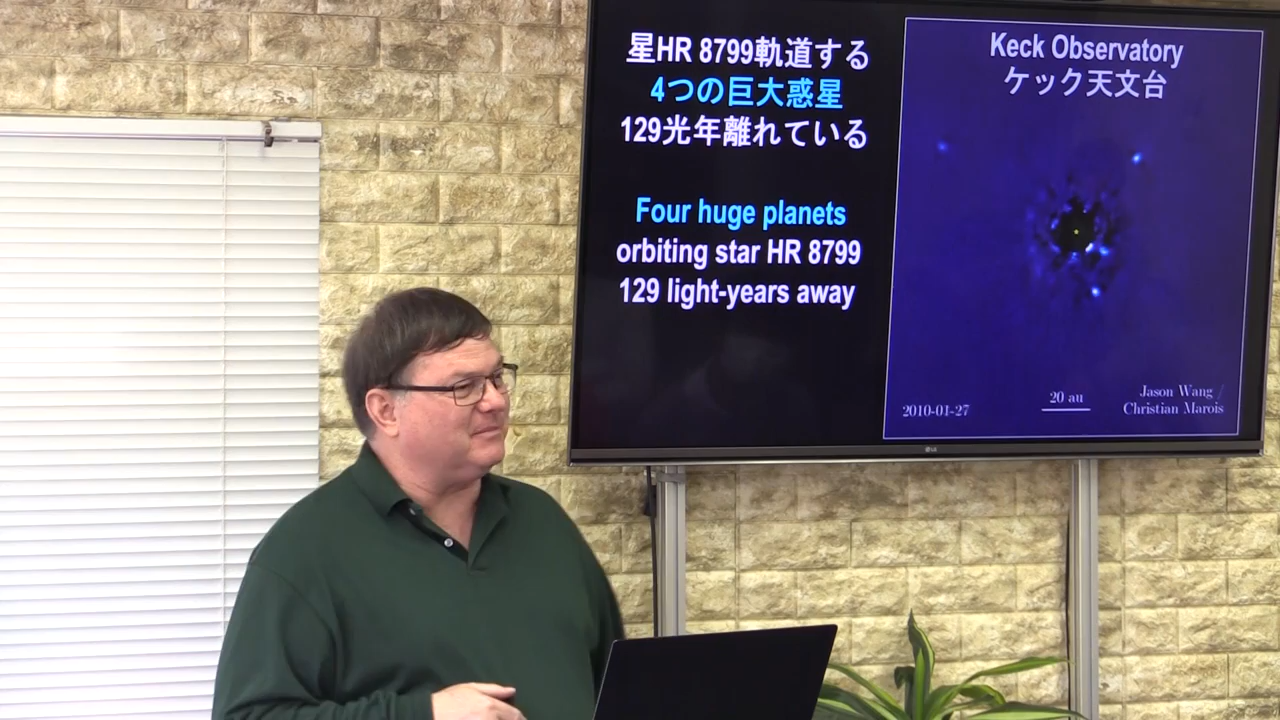 星HR 8799軌道する
4つの巨大惑星
129光年離れている
Four huge planets
orbiting star HR 8799
129 light-years away
Keck Observatory
ケック天文台
2010-01-27
20 au
Jason Wang /
Christian Marois
LG